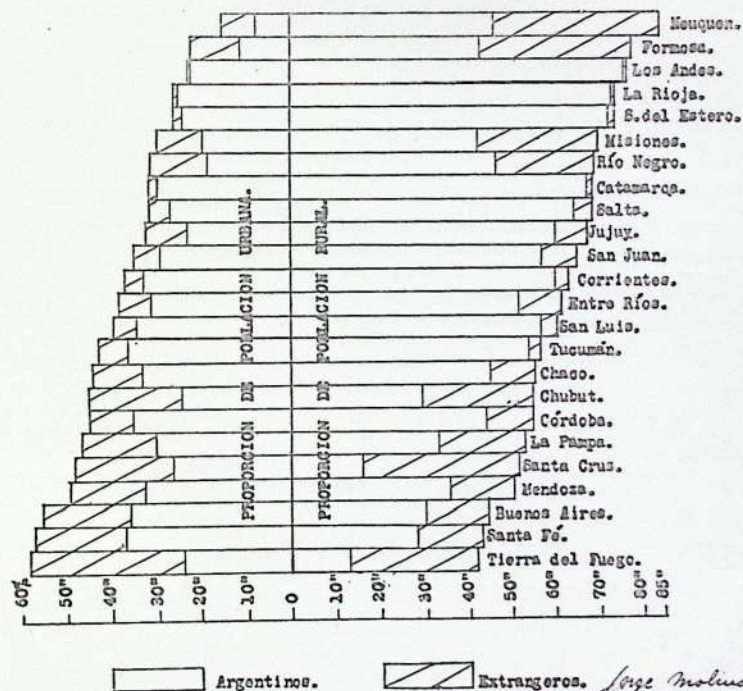 Neuquen.
Formosa.
Los Andes.
La Rioja.
S.del Estero.
Misiones.
Río Negro.
Catamarca.
Salta.
Jujuy.
San Juan.
Corrientes.
Entre Ríos.
San Luis.
Tucumán.
Chaco.
Chubut.
Córdoba.
La Pampa.
Santa Cruz.
Mendoza.
Buenos Aires.
Santa Fé.
Tierra del Fuego.
PROPORCION DE POBLACION URBANA.
PROPORCION DE POBLACION RURAL.
60% 50" 40" 30" 20" 10" 0 10" 20" 30" 40" 50" 60" 70" 80" 85"
Argentinos. Extrangeros. Jorge Molina